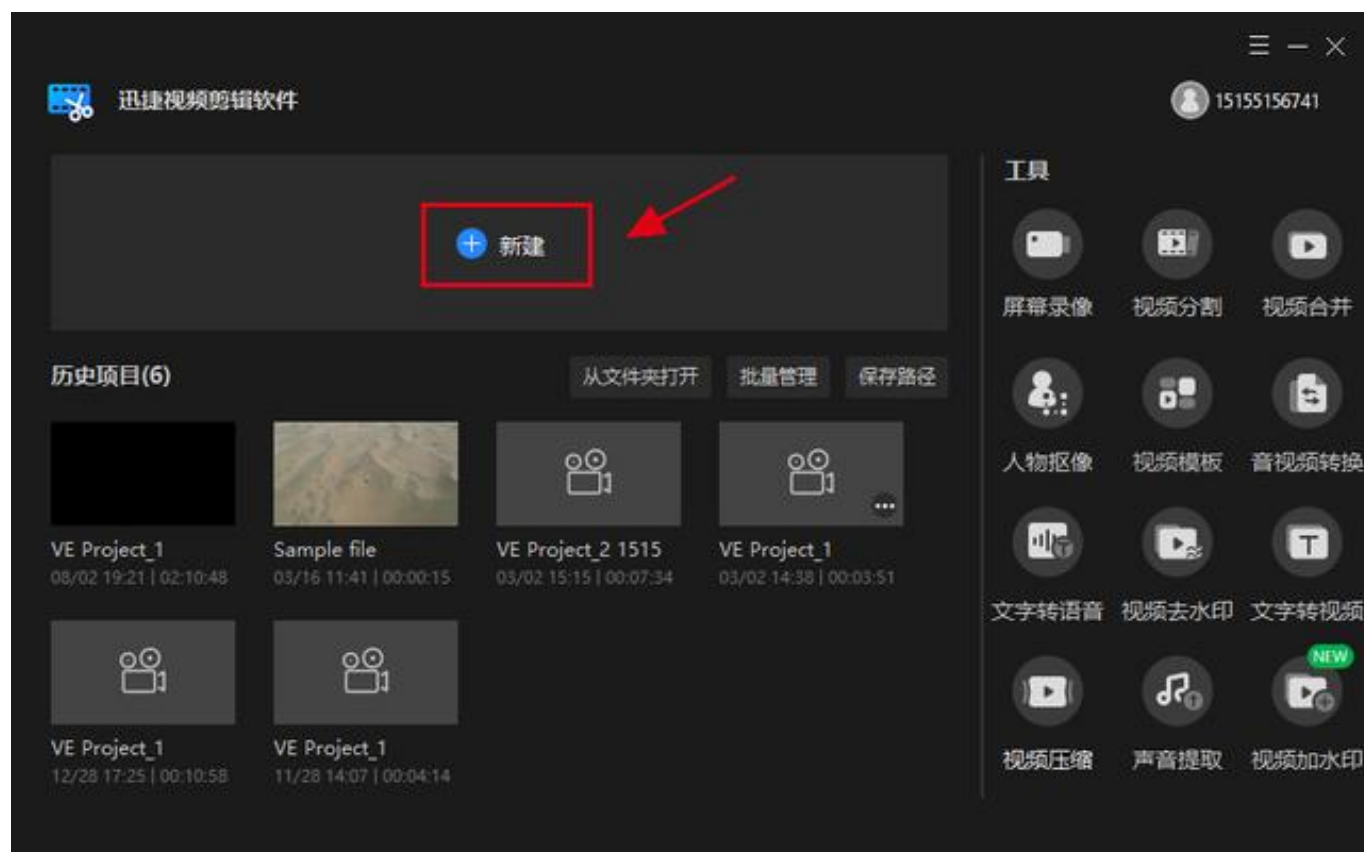 迅捷视频剪辑软件
15155156741
新建
工具
屏幕录像 视频分割 视频合并
人物抠像 视频模板 音视频转换
文字转语音 视频去水印 文字转视频
NEW
视频压缩 声音提取 视频加水印
历史项目(6)
从文件夹打开 批量管理 保存路径
VE Project_1
08/02 19:21 | 02:10:48
Sample file
03/16 11:41 | 00:00:15
VE Project_2 1515
03/02 15:15 | 00:07:34
VE Project_1
03/02 14:38 | 00:03:51
VE Project_1
12/28 17:25 | 00:10:58
VE Project_1
11/28 14:07 | 00:04:14